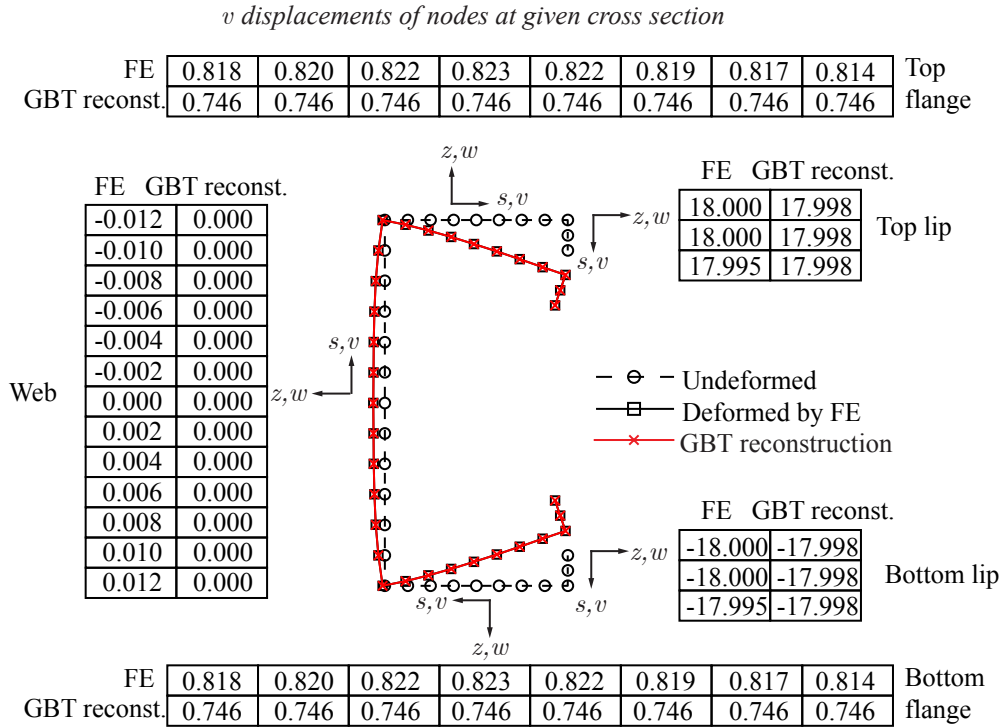 v displacements of nodes at given cross section
FE 0.818 0.820 0.822 0.823 0.822 0.819 0.817 0.814 Top
GBT reconst. 0.746 0.746 0.746 0.746 0.746 0.746 0.746 0.746 flange
z,w
s,v
z,w
s,v
FE GBT reconst.
18.000 17.998
18.000 17.998
17.995 17.998
Top lip
FE GBT reconst.
-0.012 0.000
-0.010 0.000
-0.008 0.000
-0.006 0.000
-0.004 0.000
-0.002 0.000
0.000 0.000
0.002 0.000
0.004 0.000
0.006 0.000
0.008 0.000
0.010 0.000
0.012 0.000
Web
s,v
z,w
Undeformed
Deformed by FE
GBT reconstruction
FE GBT reconst.
-18.000 -17.998
-18.000 -17.998
-17.995 -17.998
Bottom lip
z,w
s,v
s,v
z,w
FE 0.818 0.820 0.822 0.823 0.822 0.819 0.817 0.814 Bottom
GBT reconst. 0.746 0.746 0.746 0.746 0.746 0.746 0.746 0.746 flange